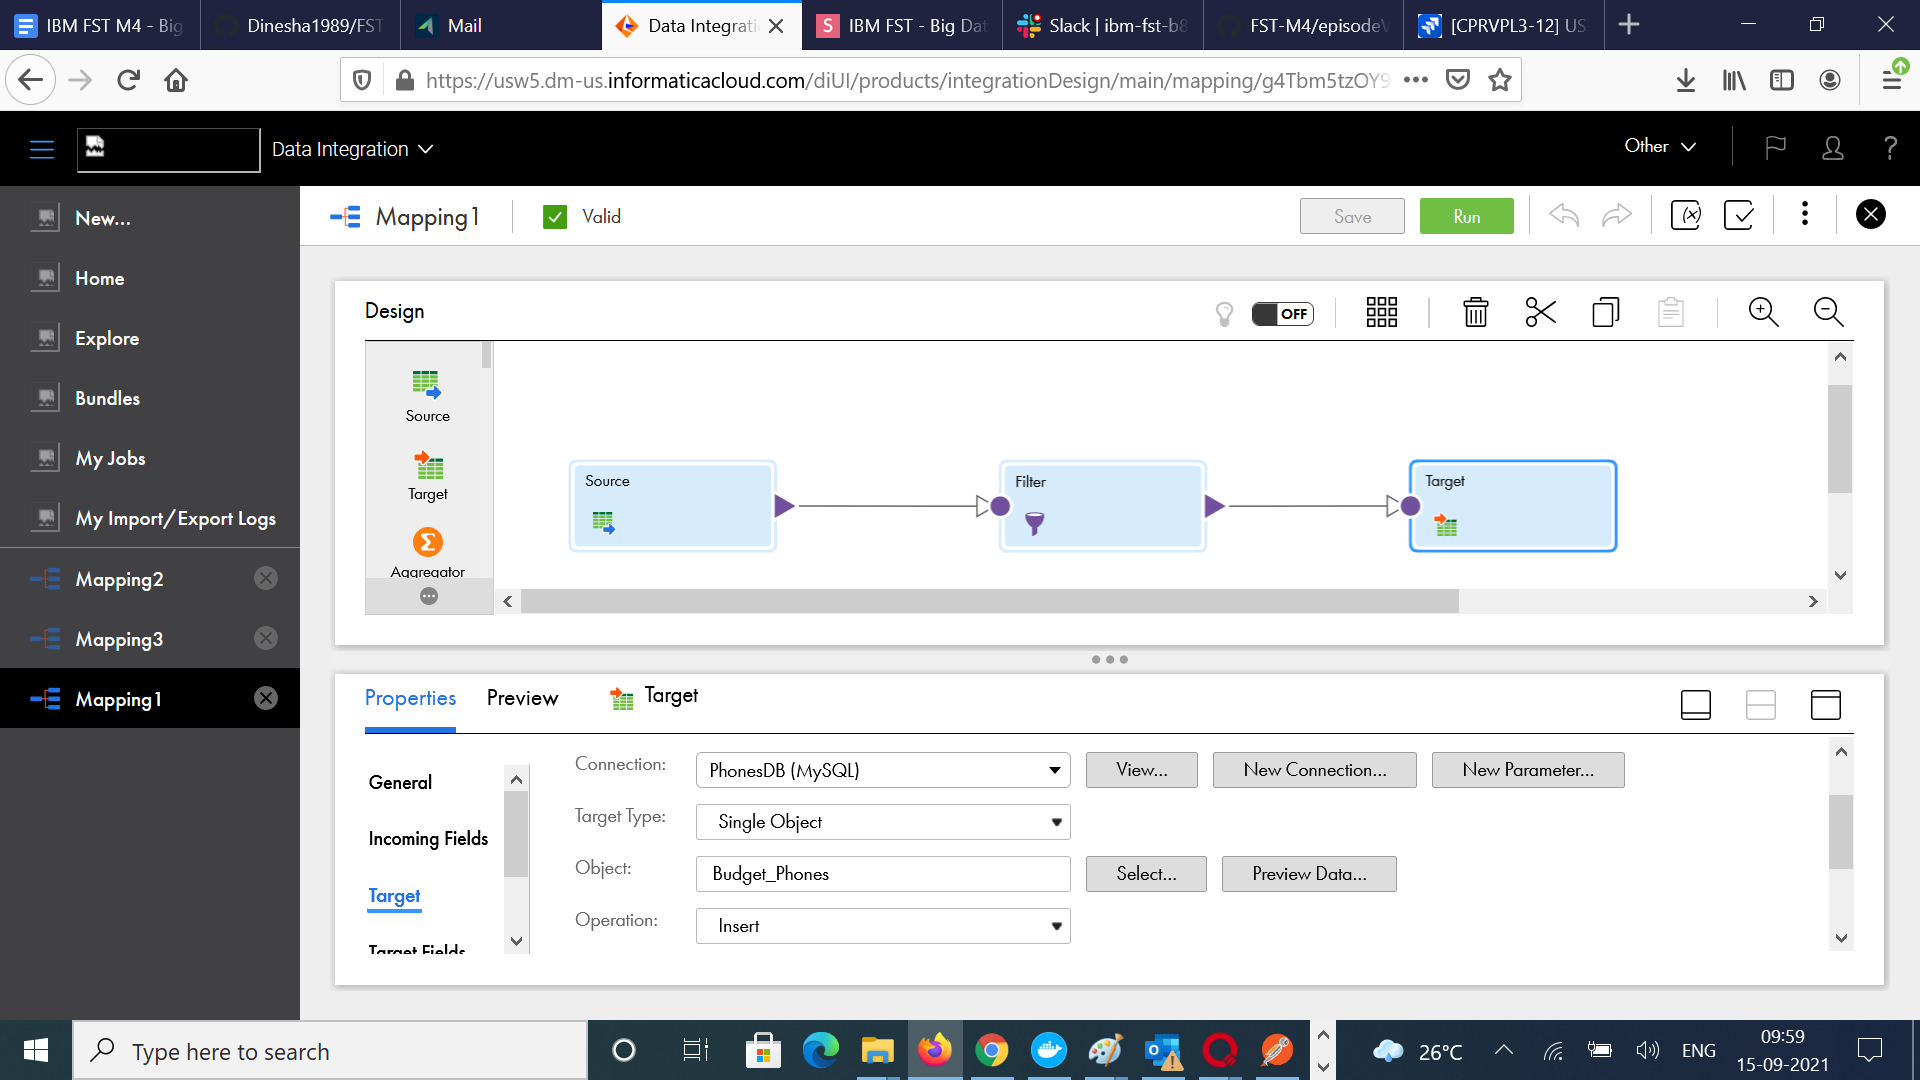 IBM FST M4 - Big
Dinesha1989/FST
Mail
Data Integrati
IBM FST - Big Dat
Slack | ibm-fst-b8
FST-M4/episodeV
[CPRVPL3-12] US
https://usw5.dm-us.informaticacloud.com/diUI/products/integrationDesign/main/mapping/g4Tbm5tzOY9
Data Integration
Other
New...
Home
Explore
Bundles
My Jobs
My Import/Export Logs
Mapping2
Mapping3
Mapping1
Mapping1
Valid
Save
Run
Design
OFF
Source
Target
Aggregator
Source
Filter
Target
Properties
Preview
Target
General
Incoming Fields
Target
Target Fields
Connection:
PhonesDB (MySQL)
View...
New Connection...
New Parameter...
Target Type:
Single Object
Object:
Budget_Phones
Select...
Preview Data...
Operation:
Insert
Type here to search
26°C
ENG
09:59
15-09-2021